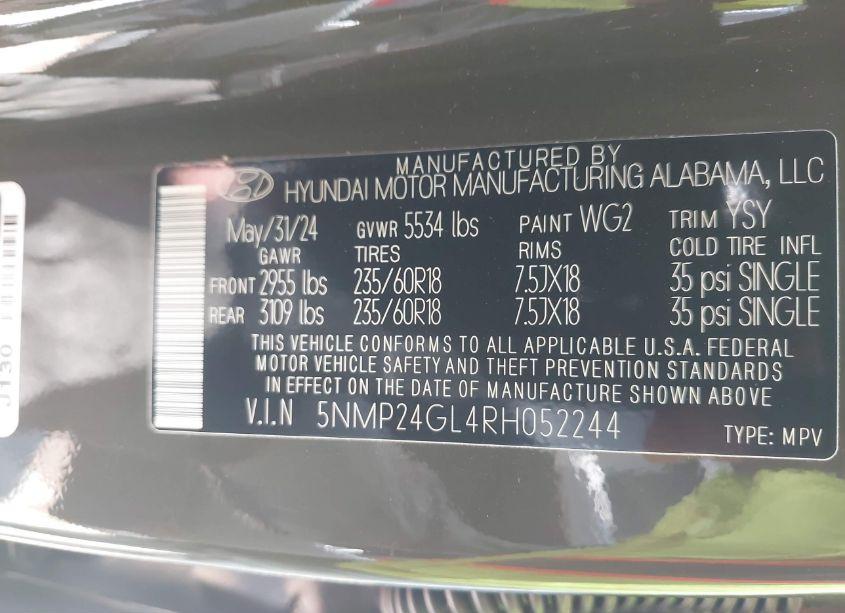 MANUFACTURED BY
HYUNDAI MOTOR MANUFACTURING ALABAMA, LLC
May/31/24 GVWR 5534 lbs PAINT WG2 TRIM YSY
GAWR TIRES RIMS COLD TIRE INFL
FRONT 2955 lbs 235/60R18 7.5JX18 35 psi SINGLE
REAR 3109 lbs 235/60R18 7.5JX18 35 psi SINGLE
THIS VEHICLE CONFORMS TO ALL APPLICABLE U.S.A. FEDERAL
MOTOR VEHICLE SAFETY AND THEFT PREVENTION STANDARDS
IN EFFECT ON THE DATE OF MANUFACTURE SHOWN ABOVE
V.I.N 5NMP24GL4RH052244
TYPE: MPV
J130